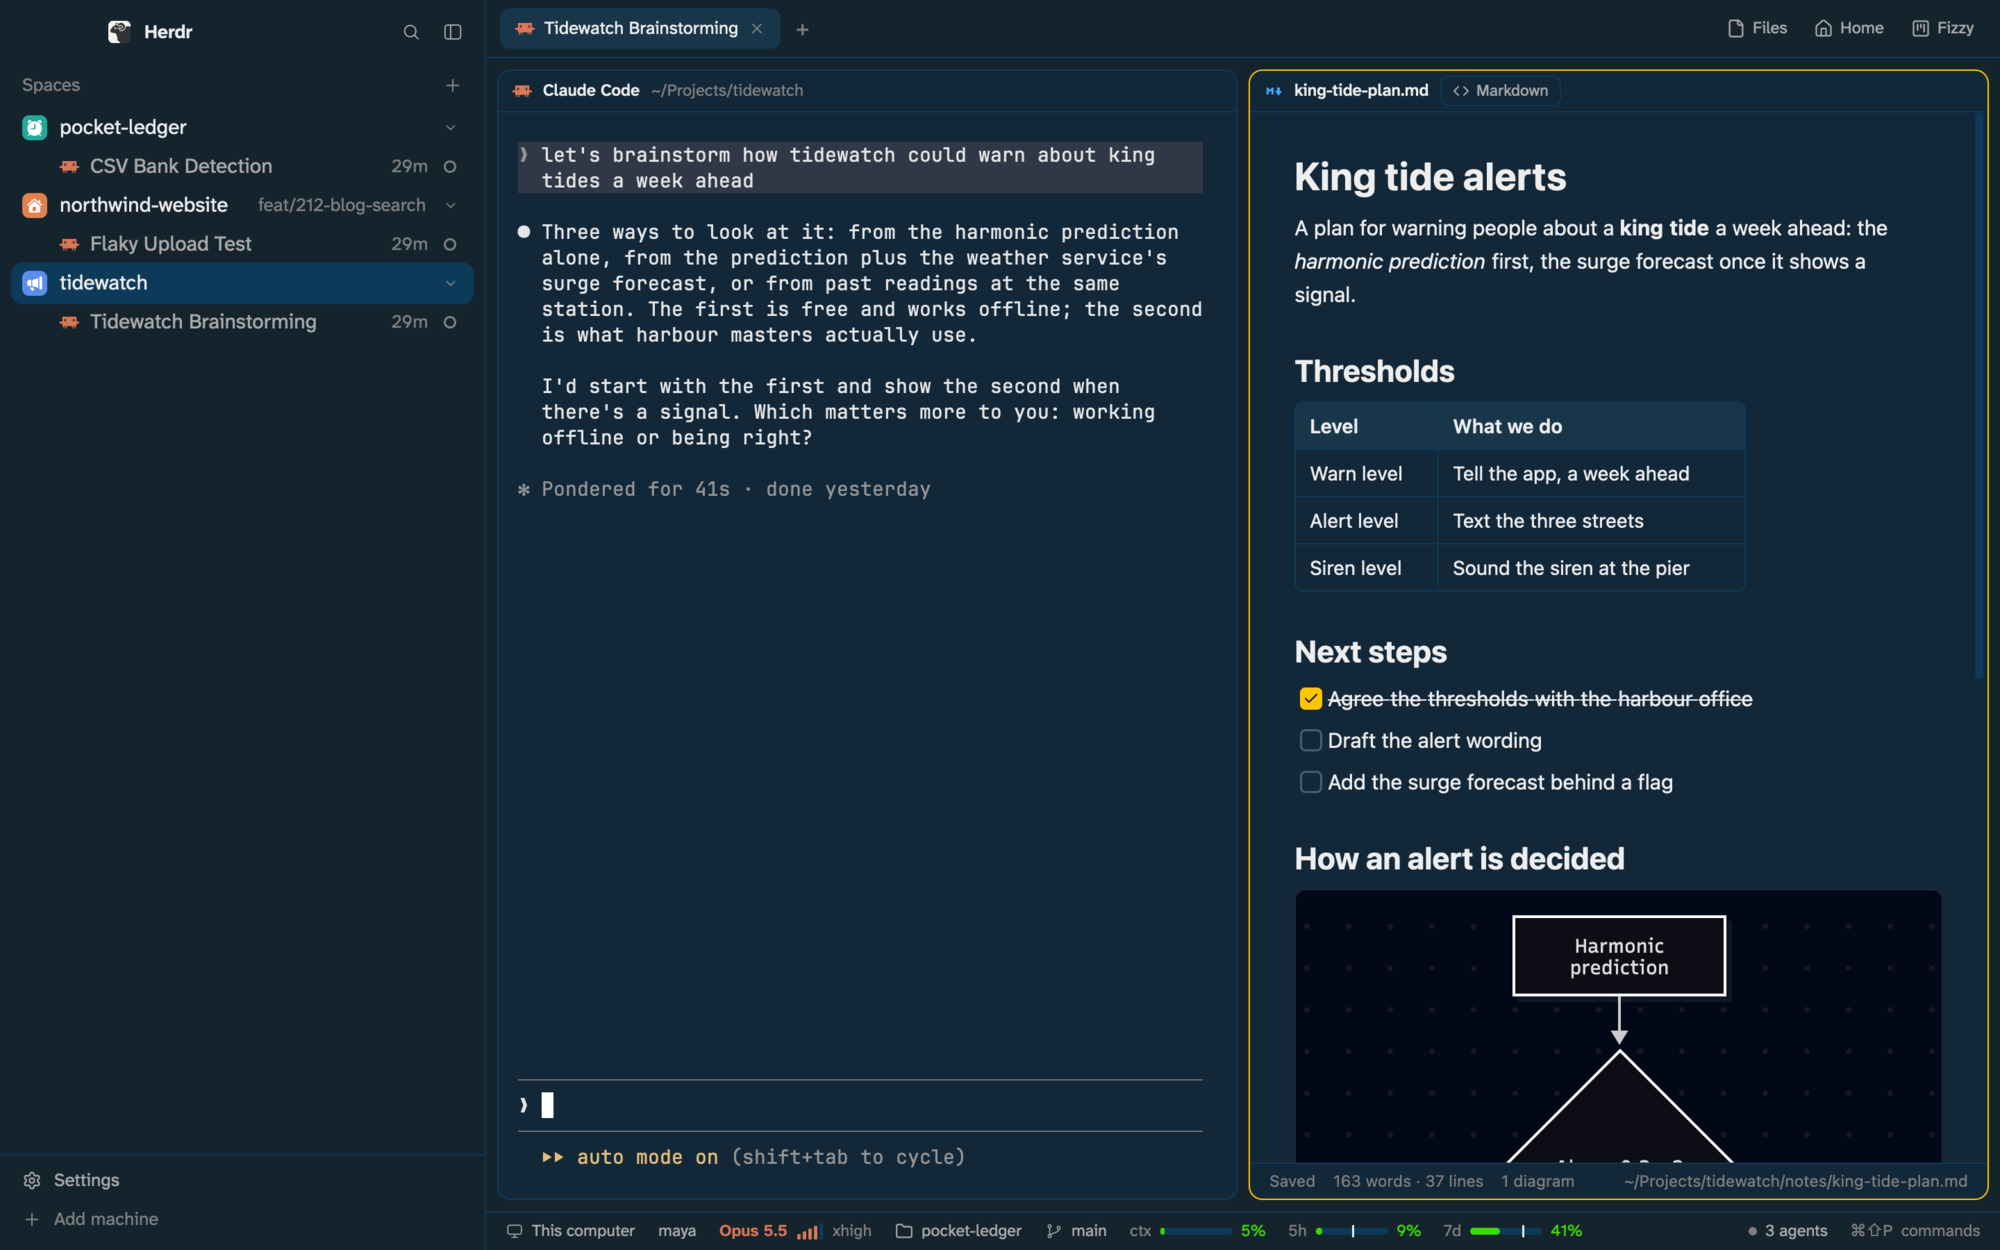 Herdr
Spaces
pocket-ledger
CSV Bank Detection 29m
northwind-website feat/212-blog-search
Flaky Upload Test 29m
tidewatch
Tidewatch Brainstorming 29m
Settings
Add machine
Tidewatch Brainstorming
Files Home Fizzy
Claude Code ~/Projects/tidewatch
❯ let's brainstorm how tidewatch could warn about king
tides a week ahead
● Three ways to look at it: from the harmonic prediction
alone, from the prediction plus the weather service's
surge forecast, or from past readings at the same
station. The first is free and works offline; the second
is what harbour masters actually use.
I'd start with the first and show the second when
there's a signal. Which matters more to you: working
offline or being right?
✻ Pondered for 41s · done yesterday
❯
auto mode on (shift+tab to cycle)
king-tide-plan.md <> Markdown
King tide alerts
A plan for warning people about a king tide a week ahead: the
harmonic prediction first, the surge forecast once it shows a
signal.
Thresholds
Level What we do
Warn level Tell the app, a week ahead
Alert level Text the three streets
Siren level Sound the siren at the pier
Next steps
Agree the thresholds with the harbour office
Draft the alert wording
Add the surge forecast behind a flag
How an alert is decided
Harmonic
prediction
Saved 163 words · 37 lines 1 diagram ~/Projects/tidewatch/notes/king-tide-plan.md
This computer maya Opus 5.5 xhigh pocket-ledger main ctx 5% 5h 9% 7d 41% 3 agents ⌘⇧P commands